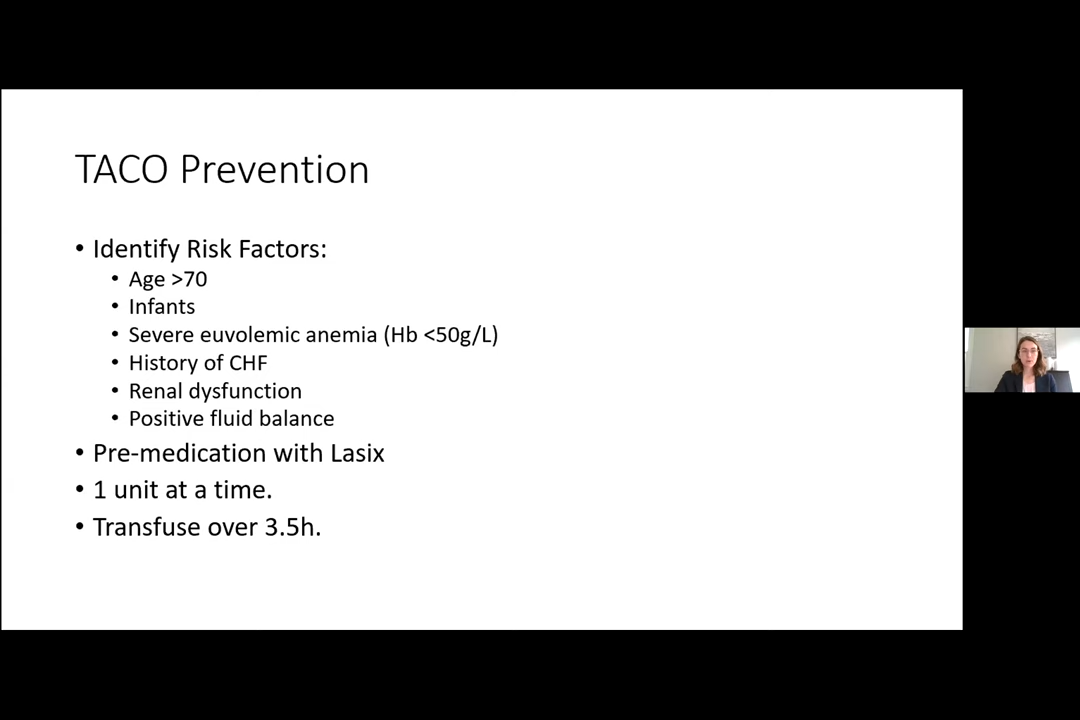 TACO Prevention
• Identify Risk Factors:
• Age >70
• Infants
• Severe euvolemic anemia (Hb <50g/L)
• History of CHF
• Renal dysfunction
• Positive fluid balance
• Pre-medication with Lasix
• 1 unit at a time.
• Transfuse over 3.5h.